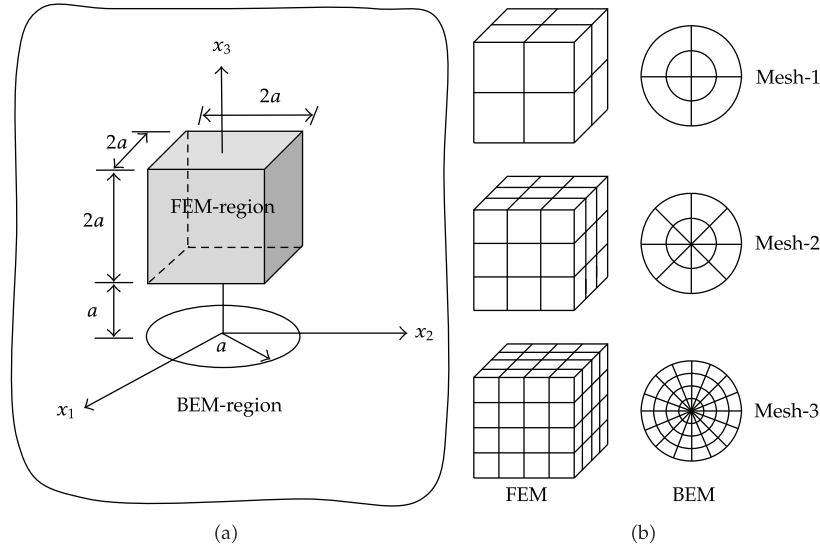 x₃
2a
2a
FEM-region
2a
a
a
x₂
x₁
BEM-region
(a)
Mesh-1
Mesh-2
Mesh-3
FEM
BEM
(b)